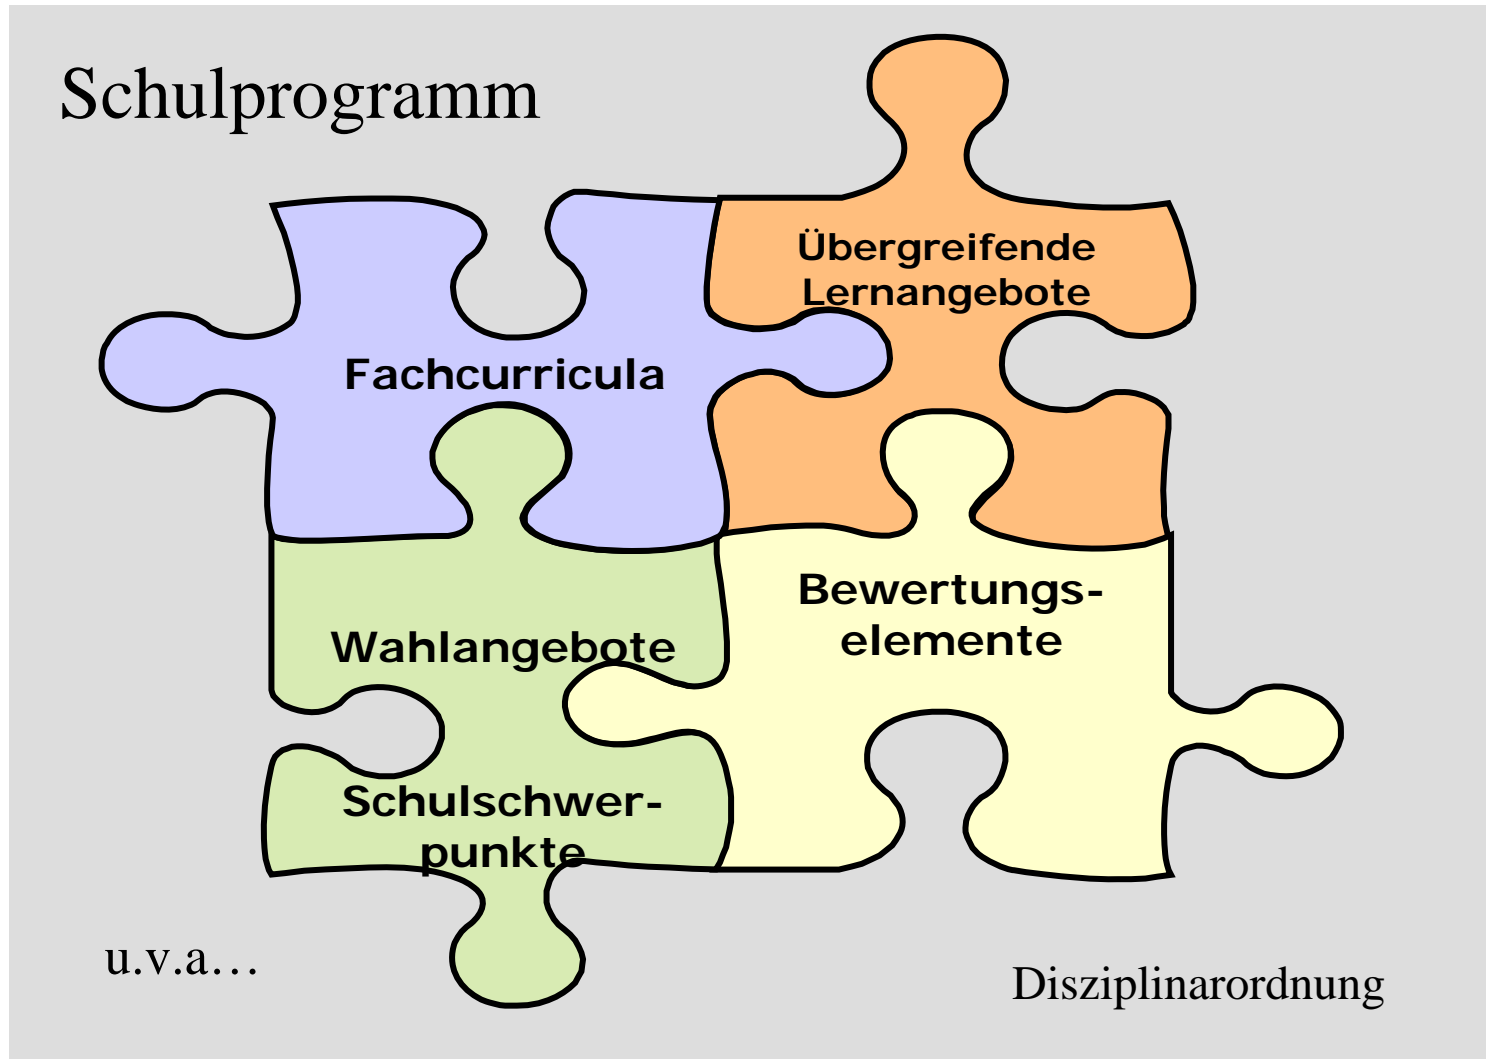 Schulprogramm
Übergreifende
Lernangebote
Fachcurricula
Bewertungs-
elemente
Wahlangebote
Schulschwer-
punkte
u.v.a…
Disziplinarordnung